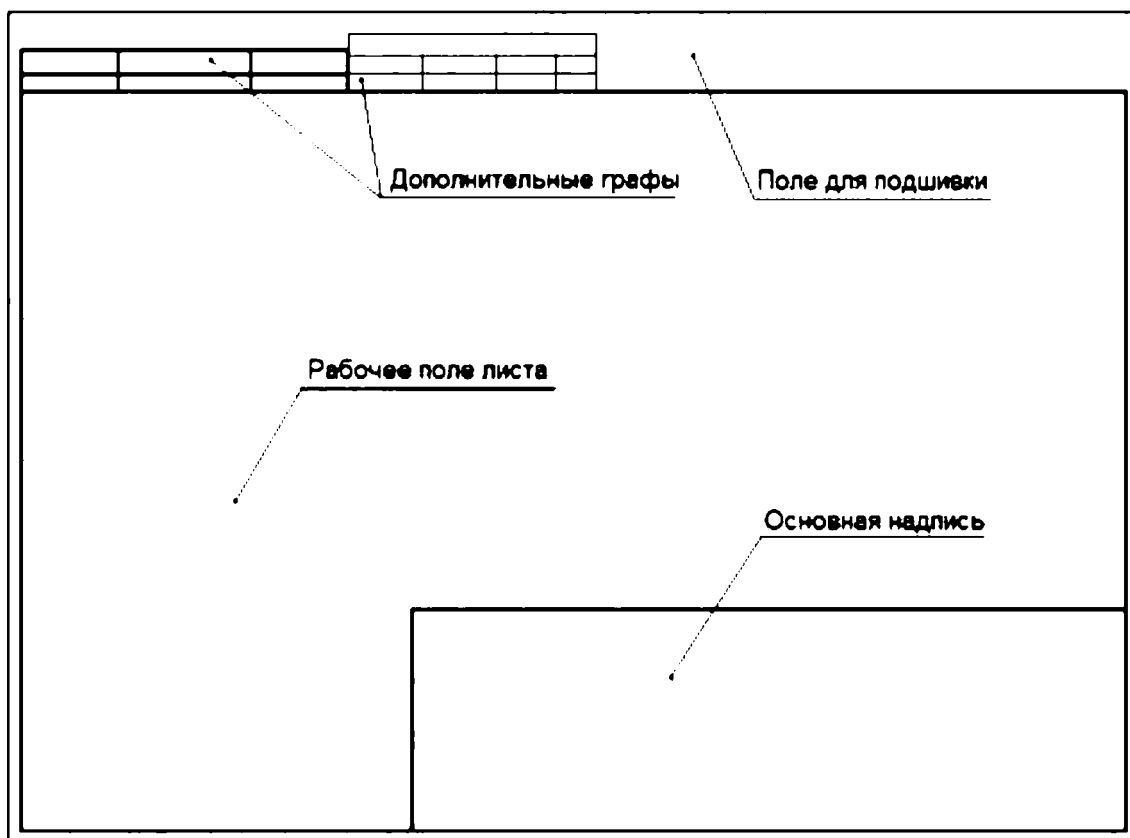 Дополнительные графы
Поле для подшивки
Рабочее поле листа
Основная надпись